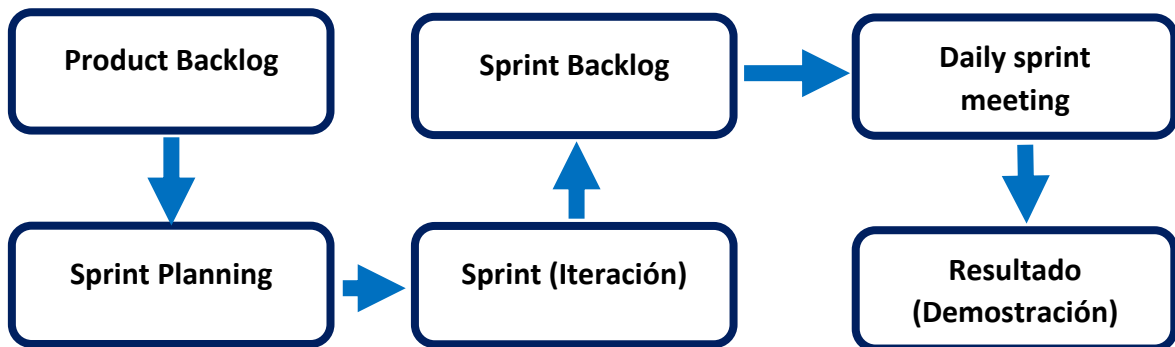 Product Backlog
Sprint Backlog
Daily sprint
meeting
Sprint Planning
Sprint (Iteración)
Resultado
(Demostración)